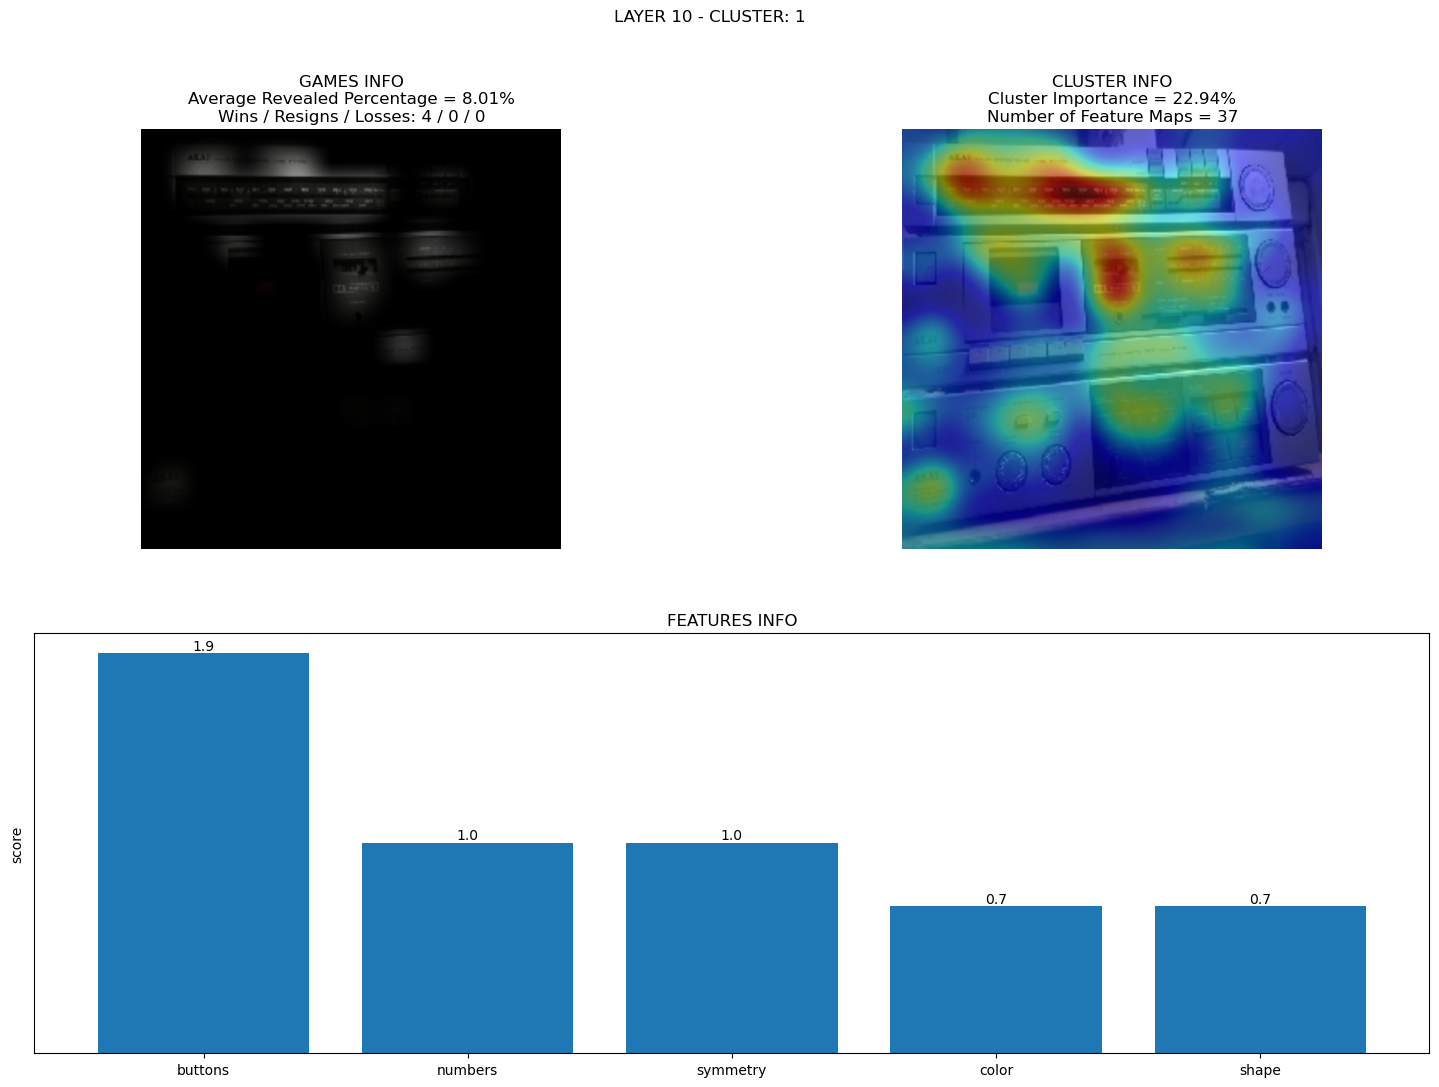 LAYER 10 - CLUSTER: 1
GAMES INFO
Average Revealed Percentage = 8.01%
Wins / Resigns / Losses: 4 / 0 / 0
CLUSTER INFO
Cluster Importance = 22.94%
Number of Feature Maps = 37
AKAI
AKAI
FEATURES INFO
score
1.9
1.0
1.0
0.7
0.7
buttons
numbers
symmetry
color
shape